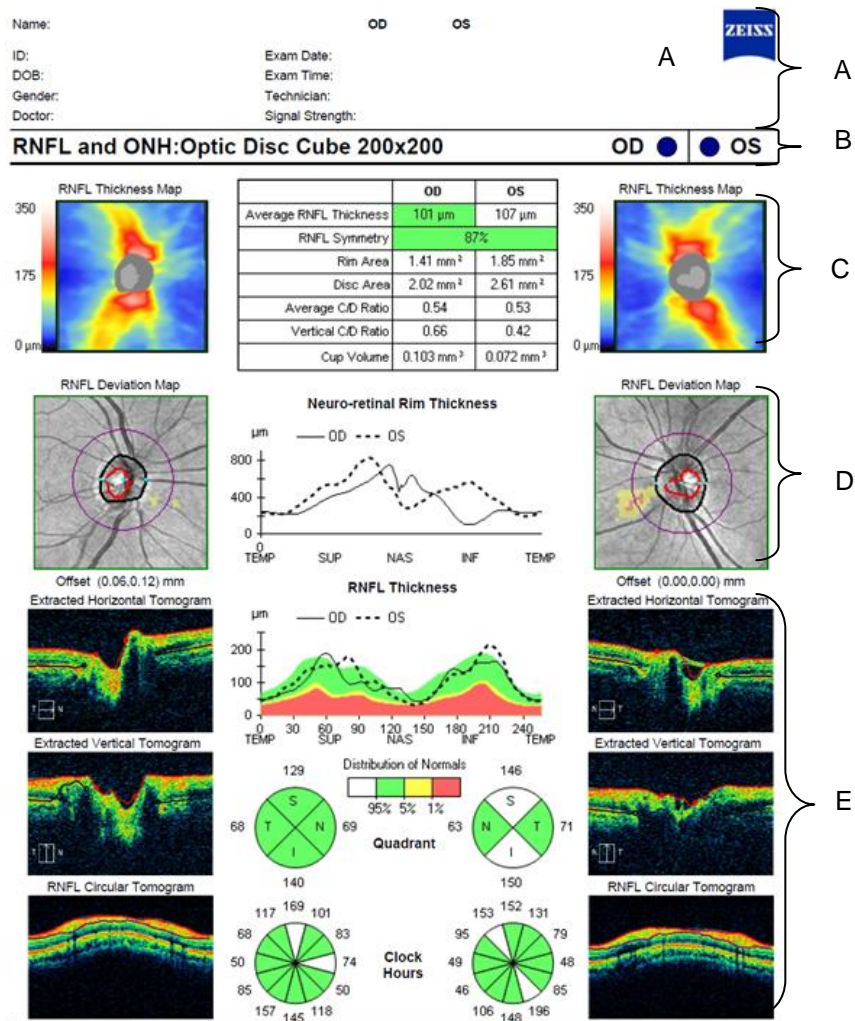 Name: OD OS
ZEISS
A
A
ID: Exam Date:
DOB: Exam Time:
Gender: Technician:
Doctor: Signal Strength:
RNFL and ONH:Optic Disc Cube 200x200 OD OS
B
RNFL Thickness Map
350
175
0 µm
OD OS
Average RNFL Thickness 101 µm 107 µm
RNFL Symmetry 87%
Rim Area 1.41 mm² 1.85 mm²
Disc Area 2.02 mm² 2.61 mm²
Average C/D Ratio 0.54 0.53
Vertical C/D Ratio 0.66 0.42
Cup Volume 0.103 mm³ 0.072 mm³
RNFL Thickness Map
350
175
0 µm
C
RNFL Deviation Map
Neuro-retinal Rim Thickness
µm OD OS
800
400
0
0
TEMP SUP NAS INF TEMP
RNFL Deviation Map
D
Offset (0.06,0.12) mm
Offset (0.00,0.00) mm
Extracted Horizontal Tomogram
T N
RNFL Thickness
µm OD OS
200
100
0
0 30 60 90 120 150 180 210 240
TEMP SUP NAS INF TEMP
Extracted Horizontal Tomogram
N T
Extracted Vertical Tomogram
T N
Distribution of Normals
95% 5% 1%
129
S
68 T N 69
I
140
Quadrant
146
S
63 N T 71
I
150
Extracted Vertical Tomogram
N T
E
RNFL Circular Tomogram
169
117 101
68 83
50 74
85 50
157 118
145
Clock
Hours
152
153 131
95 79
49 48
46 85
106 196
148
RNFL Circular Tomogram